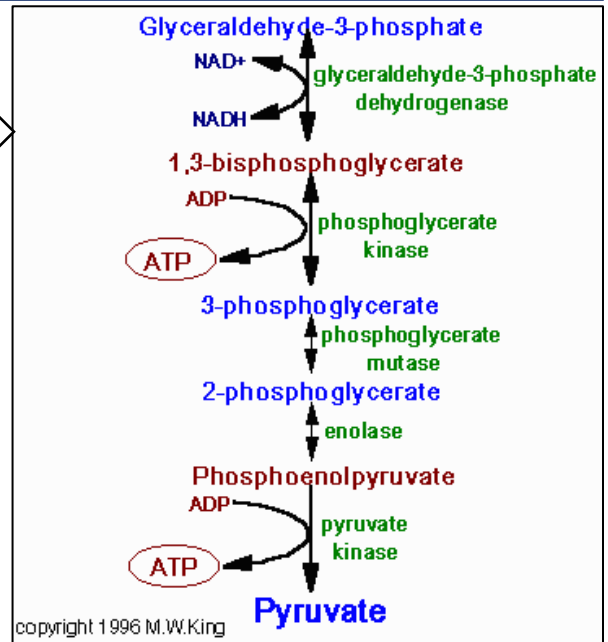 Glyceraldehyde-3-phosphate
NAD+
glyceraldehyde-3-phosphate
dehydrogenase
NADH
1,3-bisphosphoglycerate
ADP
phosphoglycerate
kinase
ATP
3-phosphoglycerate
phosphoglycerate
mutase
2-phosphoglycerate
enolase
Phosphoenolpyruvate
ADP
pyruvate
kinase
ATP
Pyruvate
copyright 1996 M.W.King